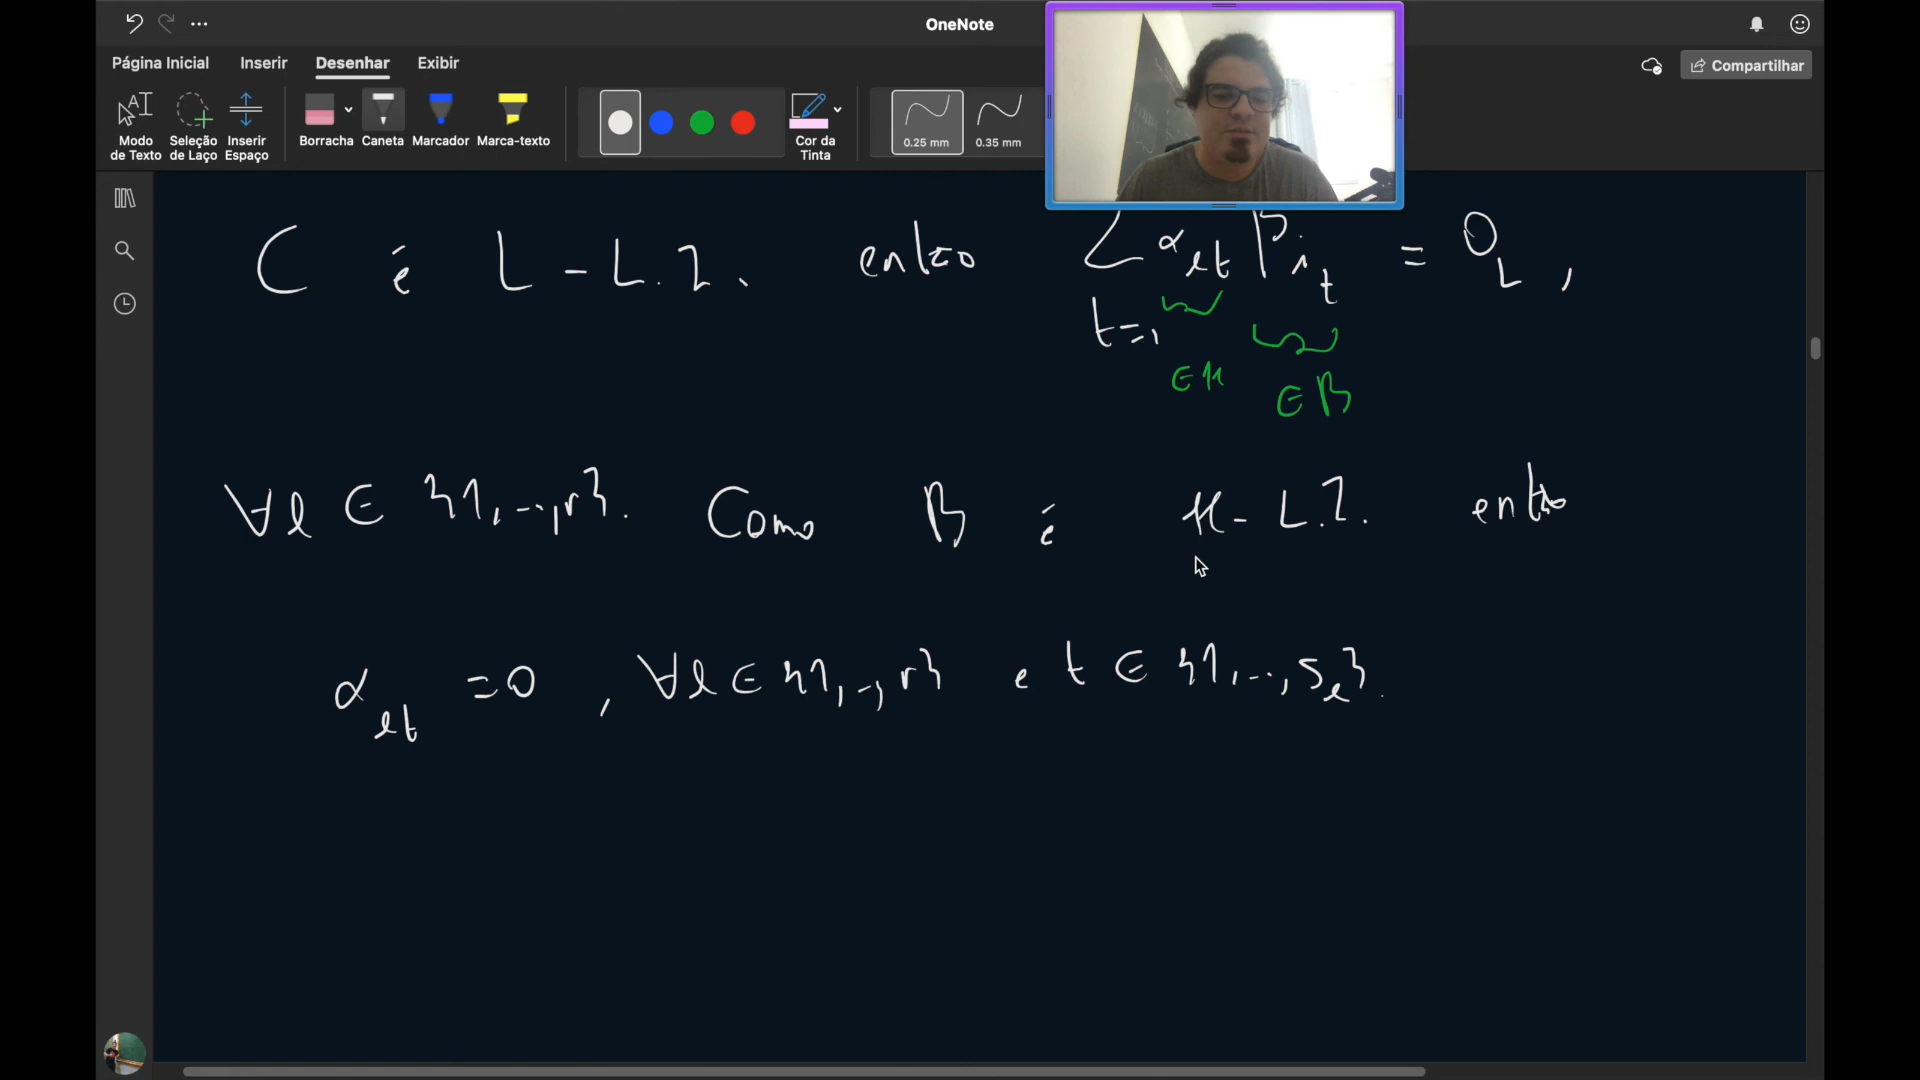 OneNote
Página Inicial Inserir Desenhar Exibir
Compartilhar
Modo de Texto
Seleção de Laço
Inserir Espaço
Borracha
Caneta
Marcador
Marca-texto
Cor da Tinta
0.25 mm
0.35 mm
C é L-L.I. então ∑ α_{lt} β_{i_t} = 0_L,
t=1
∈ K
∈ B
∀l ∈ {1,...,r}. Como B é K-L.I. então
α_{lt} = 0, ∀l ∈ {1,..,r} e t ∈ {1,...,s_l}.